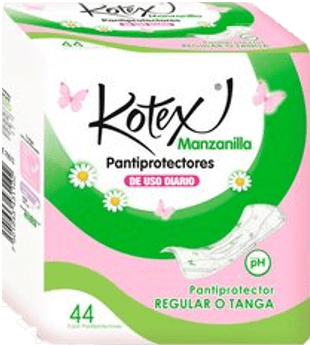 44
Kotex
Manzanilla
Pantiprotectores
DE USO DIARIO
pH
Pantiprotector
REGULAR O TANGA
44